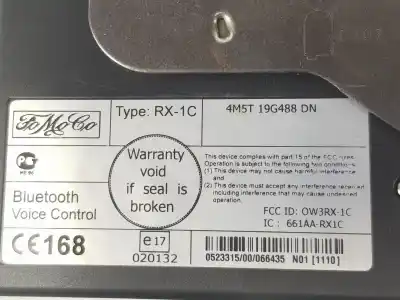 FoMoCo
Type: RX-1C
4M5T 19G488 DN
Warranty
void
if seal is
broken
This device complies with part 15 of the FCC rules.
Operation is subject to the following two conditions.
(1) This device may not cause harmful interference
and
(2) This device must accept any interference received
including interference that may cause undesired
operation
Bluetooth
Voice Control
FCC ID: OW3RX-1C
IC : 661AA-RX1C
CE168
e17
020132
0523315/00/066435 N01 [1110]